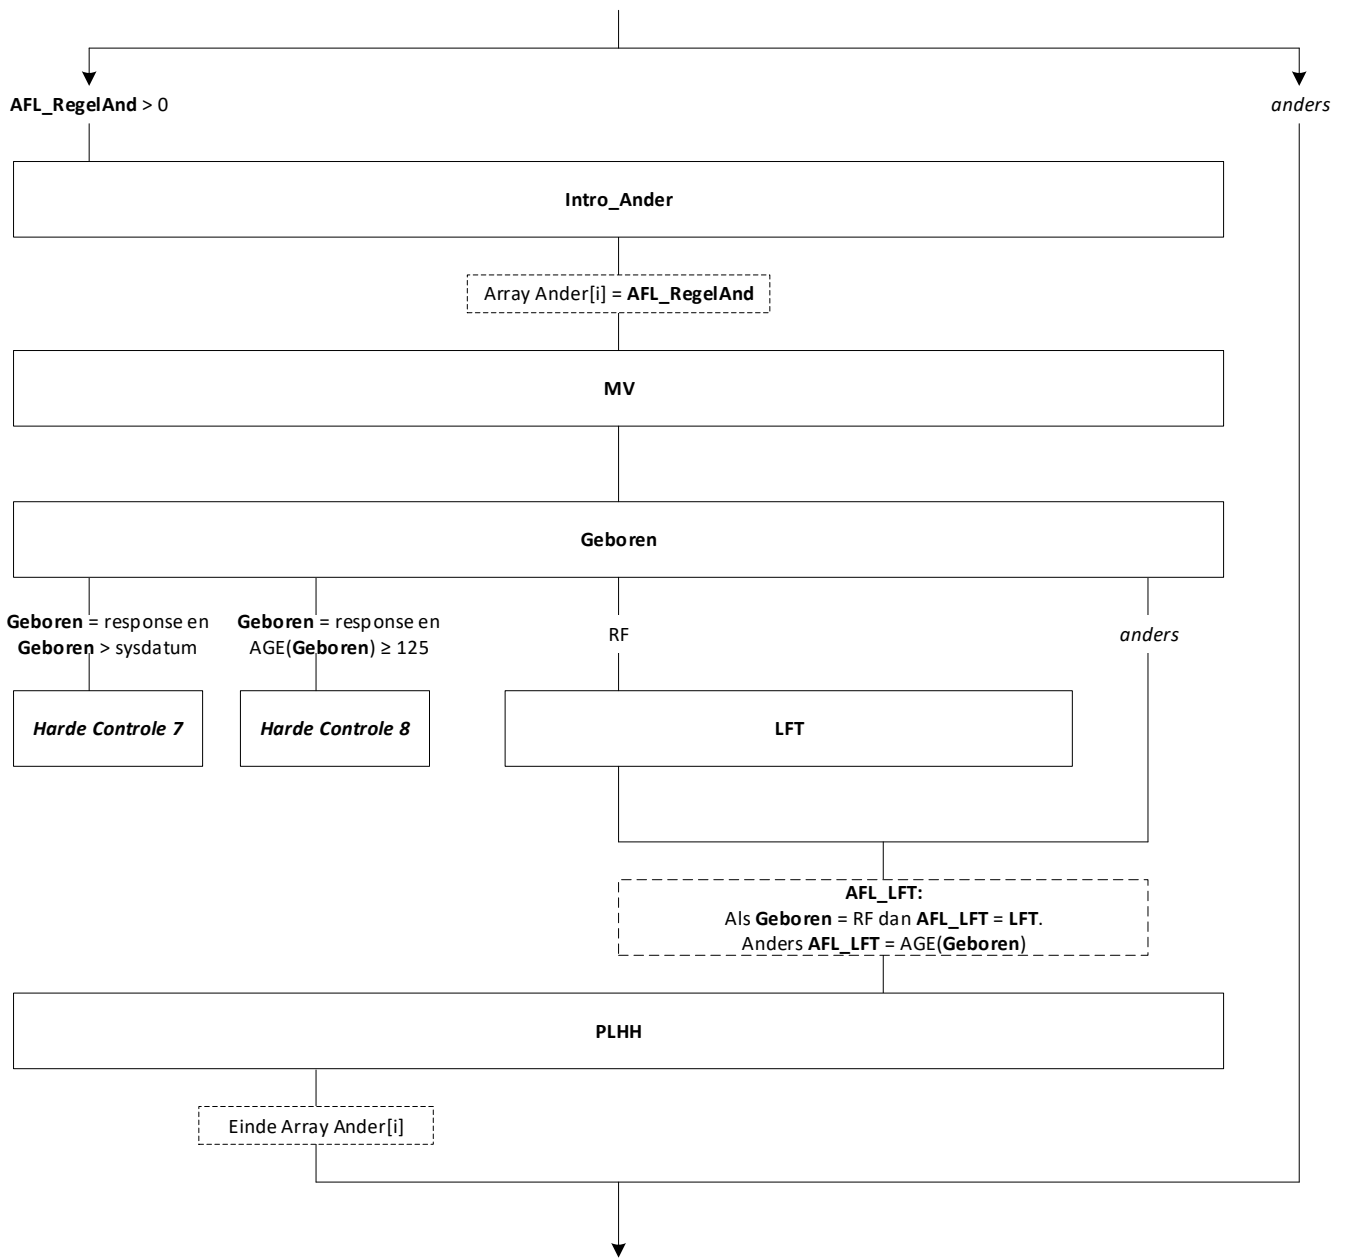 AFL_RegelAnd > 0
anders
Intro_Ander
Array Ander[i] = AFL_RegelAnd
MV
Geboren
Geboren = response en
Geboren > sysdatum
Geboren = response en
AGE(Geboren) ≥ 125
RF
anders
Harde Controle 7
Harde Controle 8
LFT
AFL_LFT:
Als Geboren = RF dan AFL_LFT = LFT.
Anders AFL_LFT = AGE(Geboren)
PLHH
Einde Array Ander[i]